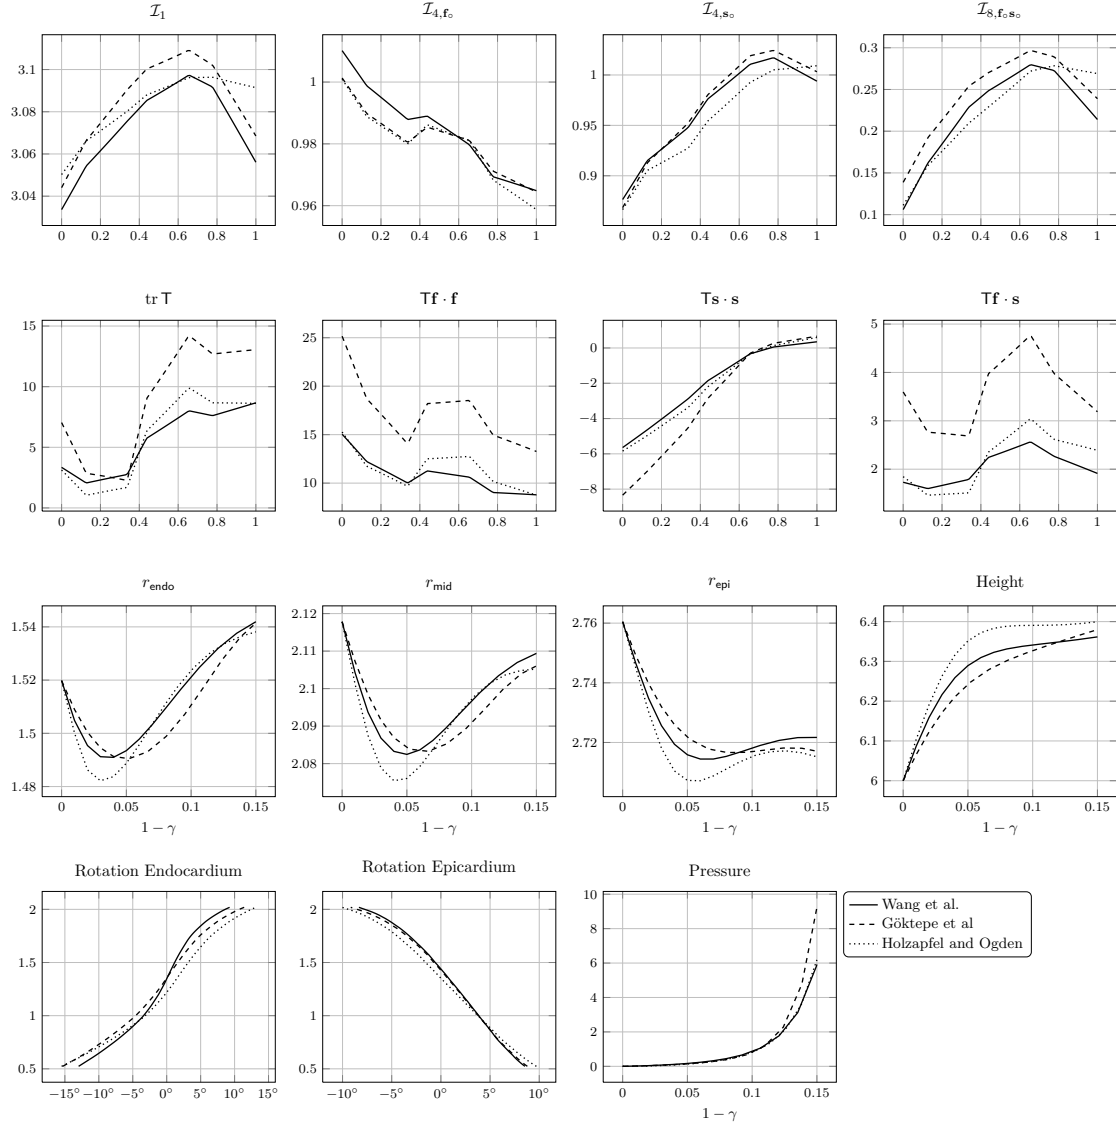 𝓘₁
𝓘₄,f₀
𝓘₄,s₀
𝓘₈,f₀s₀
3.1
3.08
3.06
3.04
0 0.2 0.4 0.6 0.8 1
1
0.98
0.96
0 0.2 0.4 0.6 0.8 1
1
0.95
0.9
0 0.2 0.4 0.6 0.8 1
0.3
0.25
0.2
0.15
0.1
0 0.2 0.4 0.6 0.8 1
tr T
Tf · f
Ts · s
Tf · s
15
10
5
0
0 0.2 0.4 0.6 0.8 1
25
20
15
10
0 0.2 0.4 0.6 0.8 1
0
−2
−4
−6
−8
0 0.2 0.4 0.6 0.8 1
5
4
3
2
0 0.2 0.4 0.6 0.8 1
r_endo
r_mid
r_epi
Height
1.54
1.52
1.5
1.48
0 0.05 0.1 0.15
1 − γ
2.12
2.11
2.1
2.09
2.08
0 0.05 0.1 0.15
1 − γ
2.76
2.74
2.72
0 0.05 0.1 0.15
1 − γ
6.4
6.3
6.2
6.1
6
0 0.05 0.1 0.15
1 − γ
Rotation Endocardium
Rotation Epicardium
Pressure
2
1.5
1
0.5
−15° −10° −5° 0° 5° 10° 15°
2
1.5
1
0.5
−10° −5° 0° 5° 10°
10
8
6
4
2
0
0 0.05 0.1 0.15
1 − γ
Wang et al.
Göktepe et al
Holzapfel and Ogden